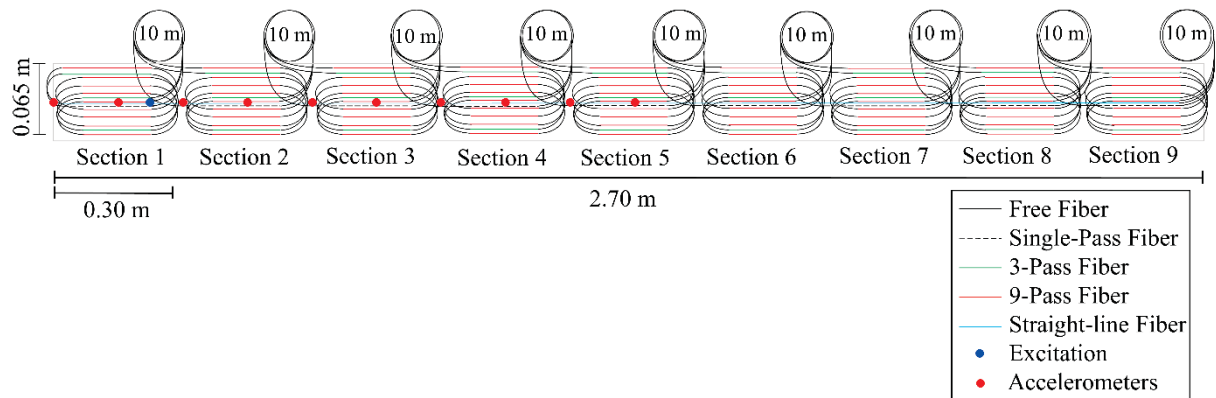 10 m 10 m 10 m 10 m 10 m 10 m 10 m 10 m 10 m
0.065 m
Section 1 Section 2 Section 3 Section 4 Section 5 Section 6 Section 7 Section 8 Section 9
0.30 m
2.70 m
Free Fiber
Single-Pass Fiber
3-Pass Fiber
9-Pass Fiber
Straight-line Fiber
Excitation
Accelerometers